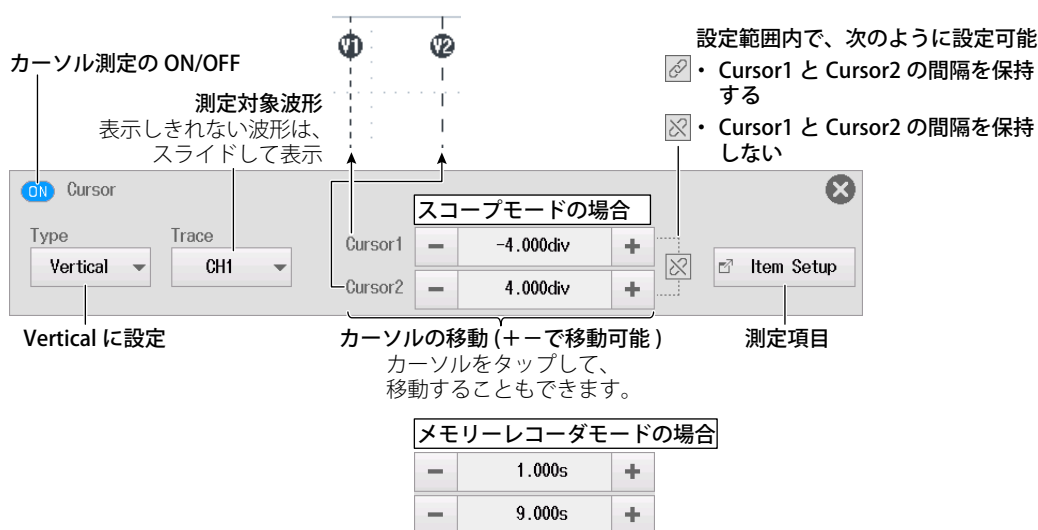 V1
V2
カーソル測定の ON/OFF
測定対象波形
表示しきれない波形は、
スライドして表示
設定範囲内で、次のように設定可能
・ Cursor1 と Cursor2 の間隔を保持
する
・ Cursor1 と Cursor2 の間隔を保持
しない
ON Cursor
スコープモードの場合
Type
Trace
Vertical
CH1
Cursor1 − -4.000div +
Cursor2 − 4.000div +
Item Setup
Vertical に設定
カーソルの移動 (+−で移動可能 )
カーソルをタップして、
移動することもできます。
測定項目
メモリーレコーダモードの場合
− 1.000s +
− 9.000s +